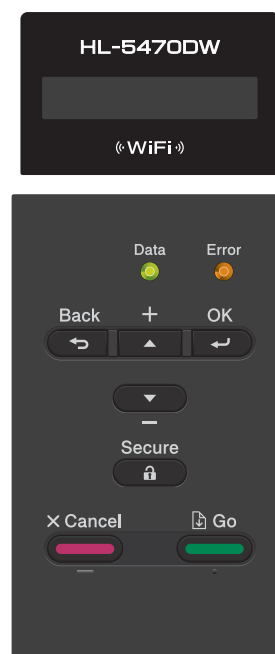 HL-5470DW
WiFi
Data Error
Back + OK
−
Secure
× Cancel Go